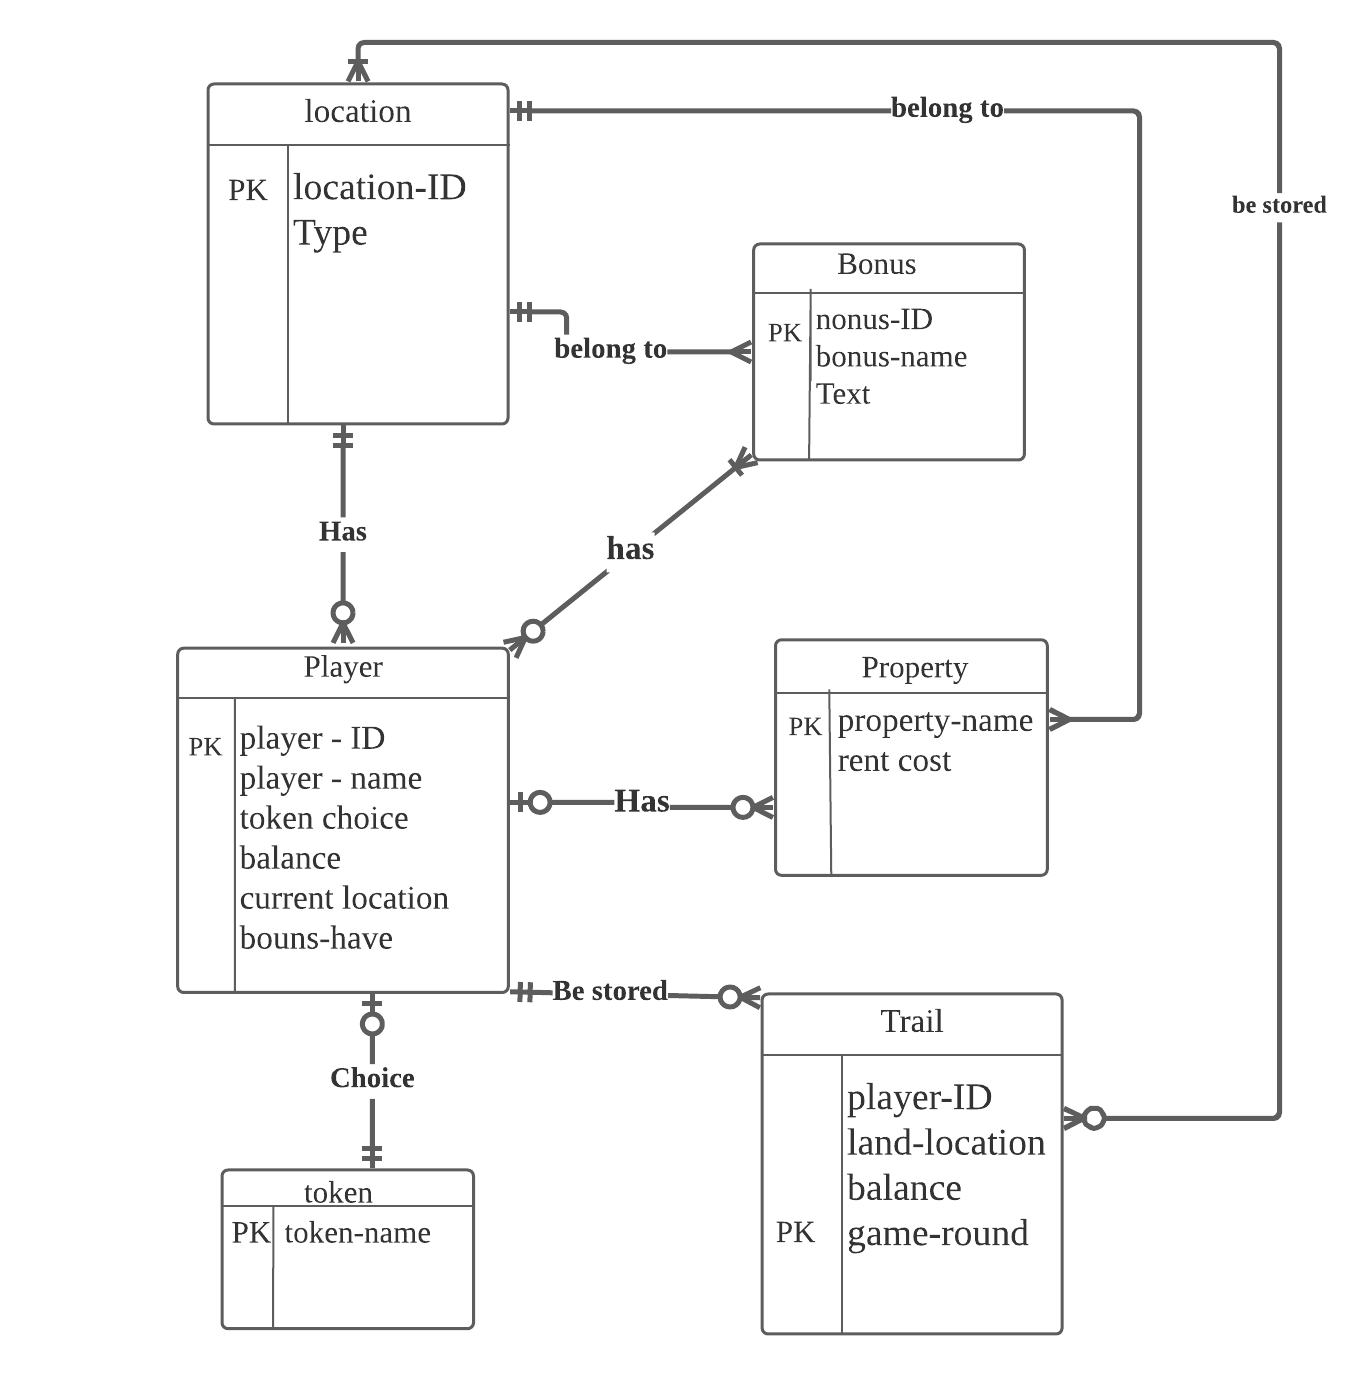 location
PK
location-ID
Type
belong to
be stored
belong to
Bonus
PK
nonus-ID
bonus-name
Text
Has
has
Player
PK
player - ID
player - name
token choice
balance
current location
bouns-have
Has
Property
PK
property-name
rent cost
Be stored
Choice
Trail
player-ID
land-location
balance
PK
game-round
token
PK
token-name